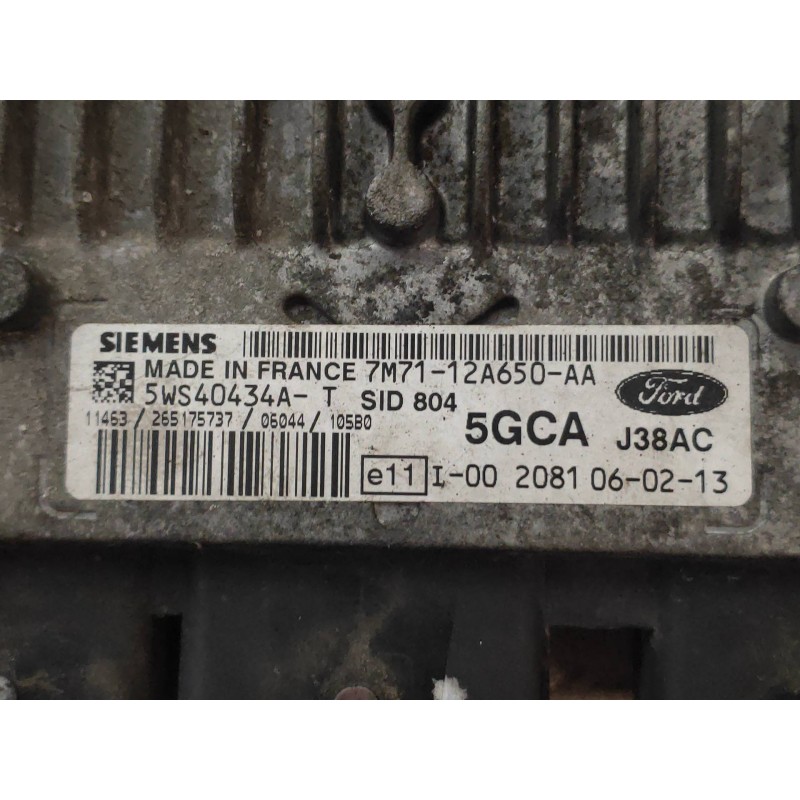 SIEMENS
MADE IN FRANCE 7M71-12A650-AA
5WS40434A- T SID 804
Ford
11463 / 265175737 / 06044 / 10580
5GCA J38AC
e11 I-00 2081 06-02-13